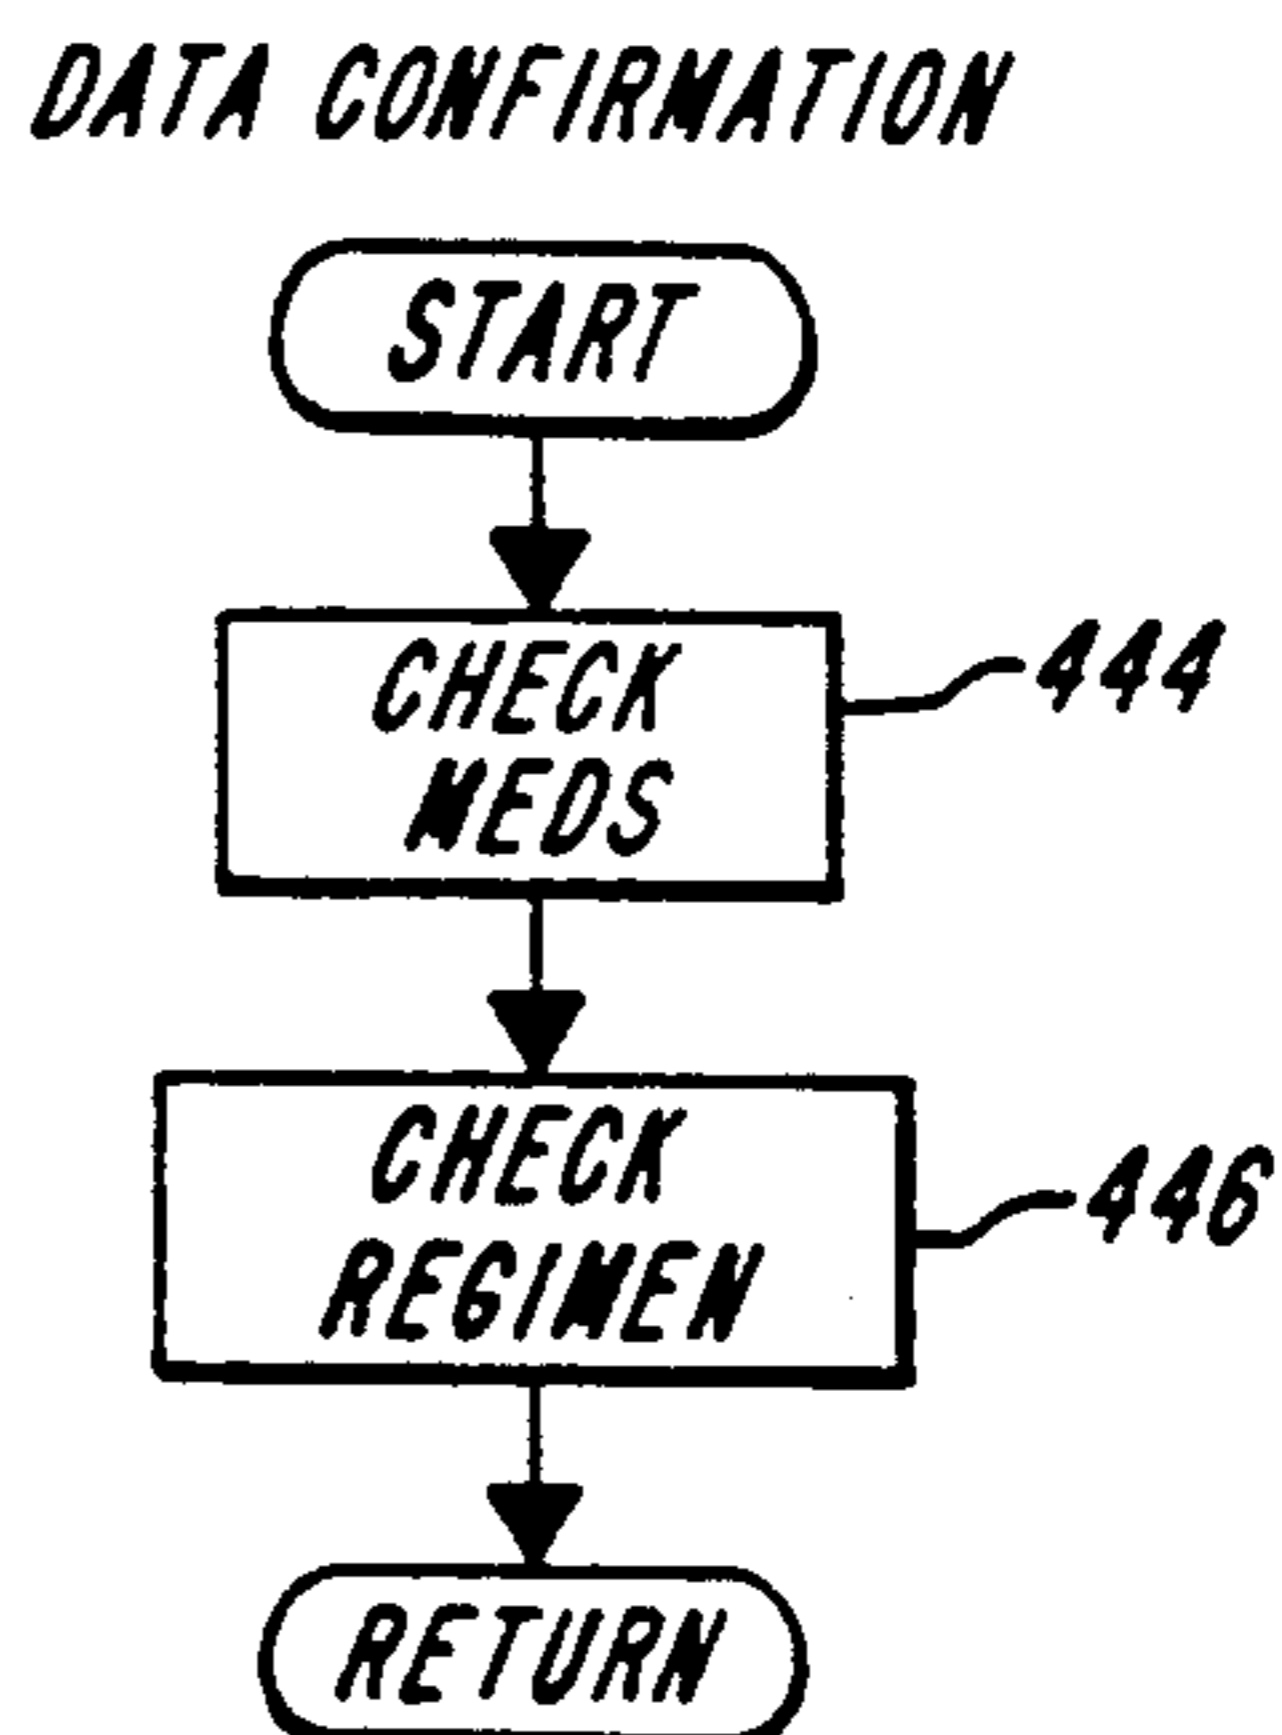 DATA CONFIRMATION
START
CHECK
MEDS
444
CHECK
REGIMEN
446
RETURN